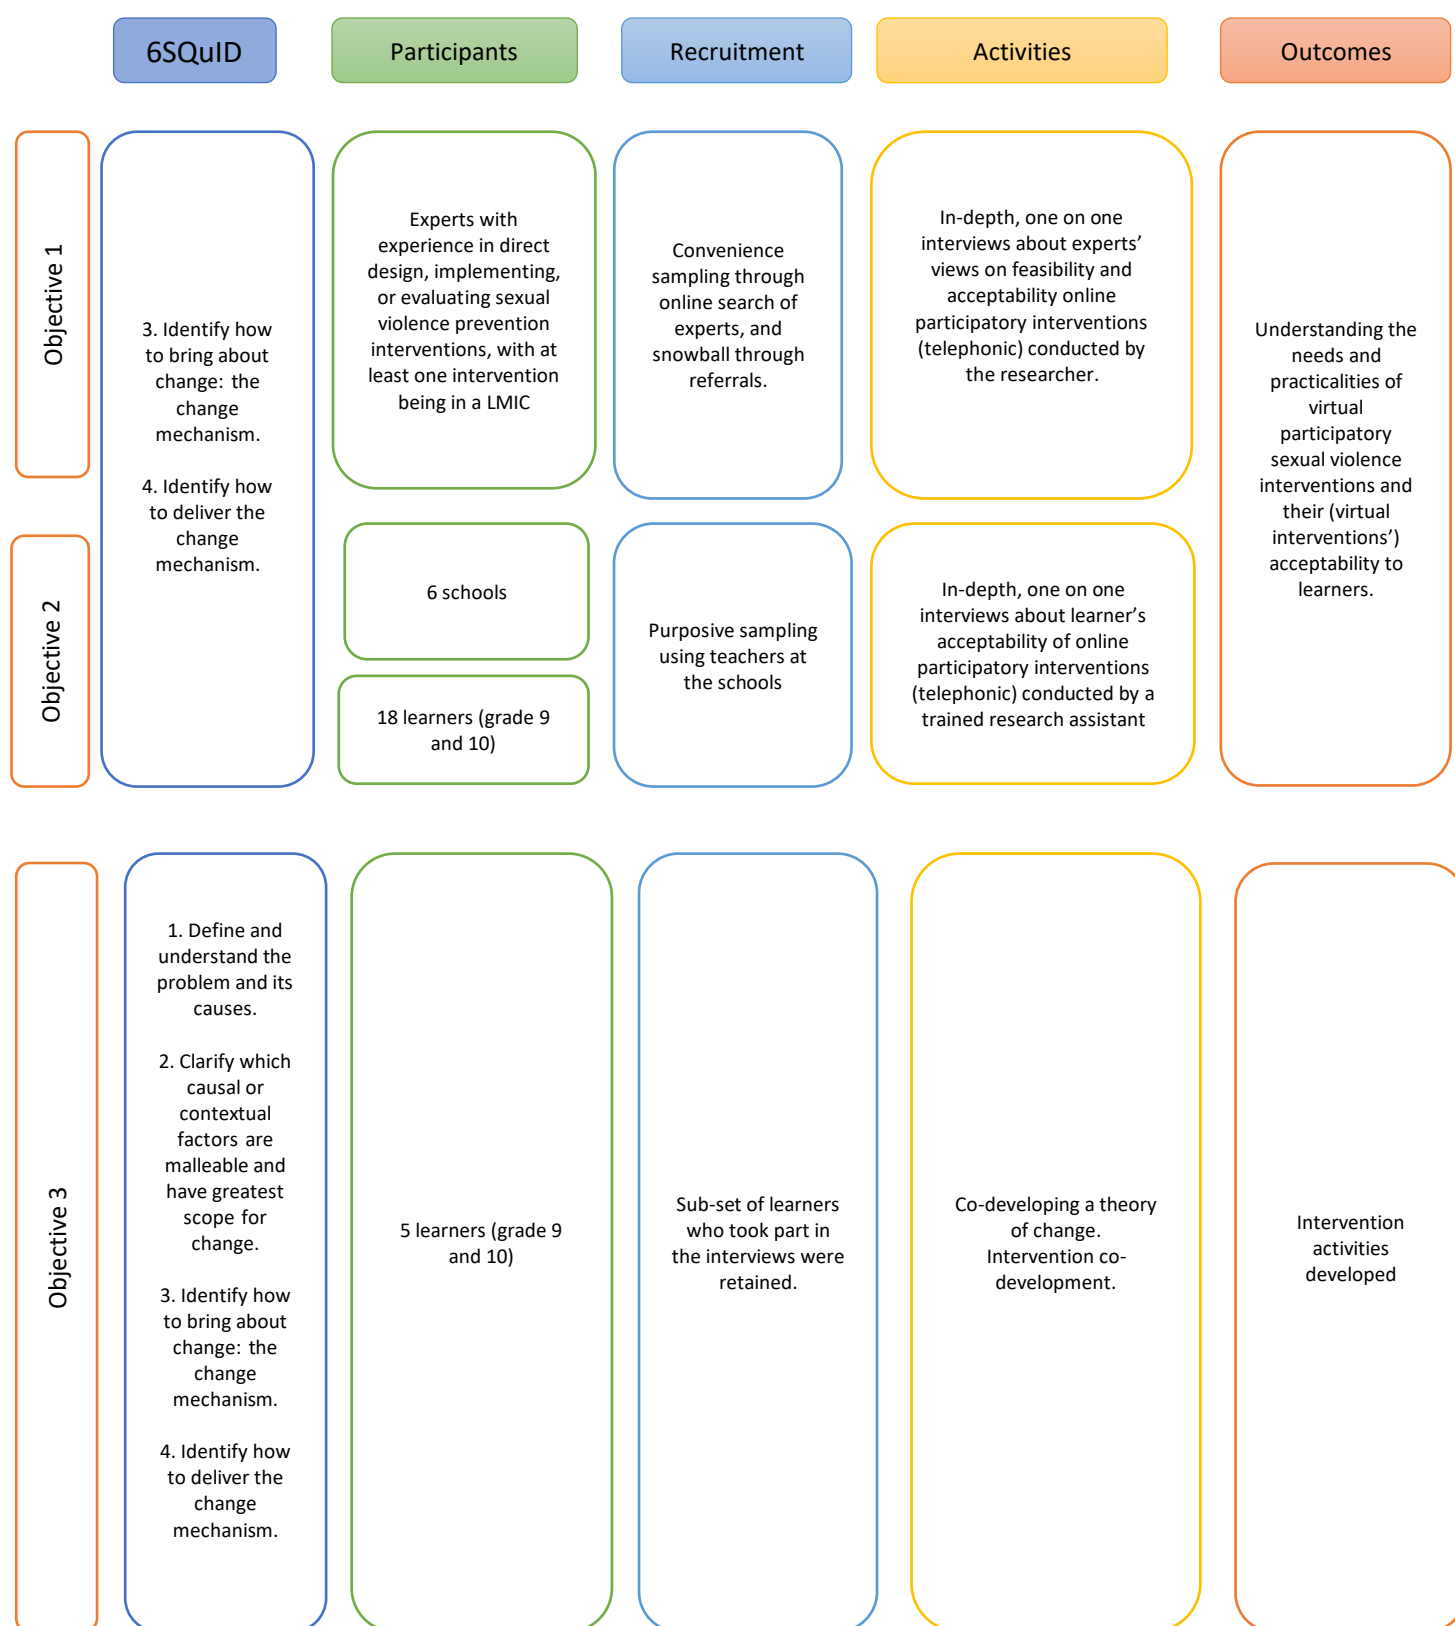 6SQuID
Participants
Recruitment
Activities
Outcomes
Objective 1
3. Identify how
to bring about
change: the
change
mechanism.
4. Identify how
to deliver the
change
mechanism.
Experts with
experience in direct
design, implementing,
or evaluating sexual
violence prevention
interventions, with at
least one intervention
being in a LMIC
Convenience
sampling through
online search of
experts, and
snowball through
referrals.
In-depth, one on one
interviews about experts’
views on feasibility and
acceptability online
participatory interventions
(telephonic) conducted by
the researcher.
Understanding the
needs and
practicalities of
virtual
participatory
sexual violence
interventions and
their (virtual
interventions’)
acceptability to
learners.
Objective 2
6 schools
18 learners (grade 9
and 10)
Purposive sampling
using teachers at
the schools
In-depth, one on one
interviews about learner’s
acceptability of online
participatory interventions
(telephonic) conducted by a
trained research assistant
Objective 3
1. Define and
understand the
problem and its
causes.
2. Clarify which
causal or
contextual
factors are
malleable and
have greatest
scope for
change.
3. Identify how
to bring about
change: the
change
mechanism.
4. Identify how
to deliver the
change
mechanism.
5 learners (grade 9
and 10)
Sub-set of learners
who took part in
the interviews were
retained.
Co-developing a theory
of change.
Intervention co-
development.
Intervention
activities
developed